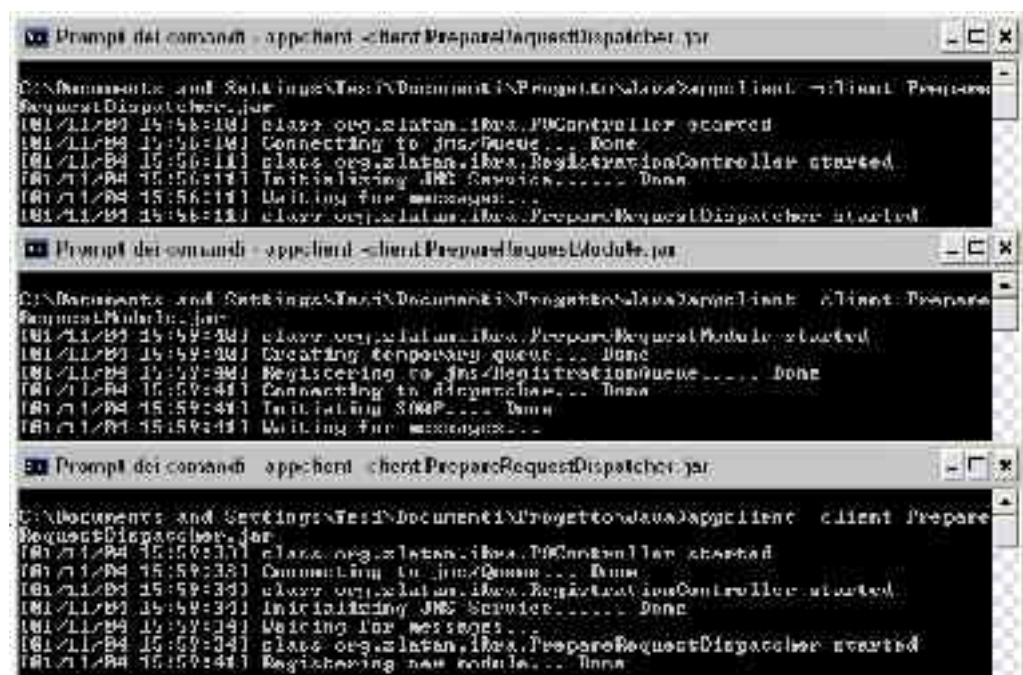 Prompt dei comandi - appclient -client PrepareRequestDispatcher.jar
C:\Documents and Settings\Tesi\Documenti\Progetto\Java>appclient -client Prepare
RequestDispatcher.jar
[01/11/04 15:56:10] class org.zlatan.ikea.POController started
[01/11/04 15:56:10] Connecting to jms/Queue... Done
[01/11/04 15:56:11] class org.zlatan.ikea.RegistrationController started
[01/11/04 15:56:11] Initializing JMS Service...... Done
[01/11/04 15:56:11] Waiting for messages...
[01/11/04 15:56:11] class org.zlatan.ikea.PrepareRequestDispatcher started
Prompt dei comandi - appclient -client PrepareRequestModule.jar
C:\Documents and Settings\Tesi\Documenti\Progetto\Java>appclient -client Prepare
RequestModule.jar
[01/11/04 15:59:40] class org.zlatan.ikea.PrepareRequestModule started
[01/11/04 15:59:40] Creating temporary queue... Done
[01/11/04 15:59:40] Registering to jms/RegistrationQueue..... Done
[01/11/04 15:59:41] Connecting to dispatcher... Done
[01/11/04 15:59:41] Initiating SOAP.... Done
[01/11/04 15:59:41] Waiting for messages...
Prompt dei comandi - appclient -client PrepareRequestDispatcher.jar
C:\Documents and Settings\Tesi\Documenti\Progetto\Java>appclient -client Prepare
RequestDispatcher.jar
[01/11/04 15:59:33] class org.zlatan.ikea.POController started
[01/11/04 15:59:33] Connecting to jms/Queue... Done
[01/11/04 15:59:34] class org.zlatan.ikea.RegistrationController started
[01/11/04 15:59:34] Initializing JMS Service...... Done
[01/11/04 15:59:34] Waiting for messages...
[01/11/04 15:59:34] class org.zlatan.ikea.PrepareRequestDispatcher started
[01/11/04 15:59:41] Registering new module... Done